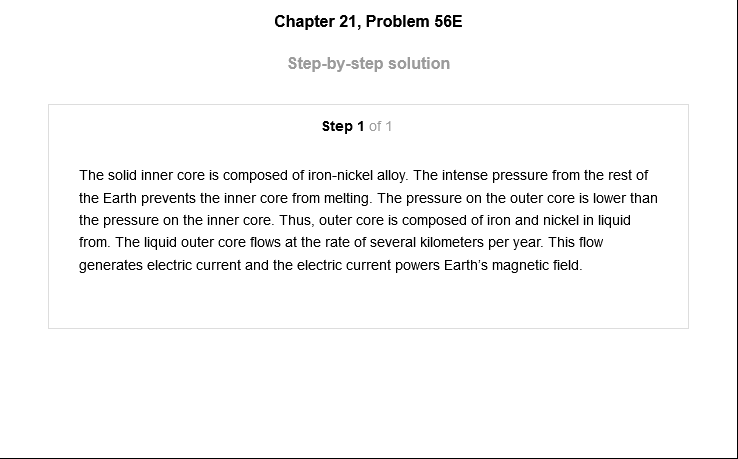 Chapter 21, Problem 56E
Step-by-step solution
Step 1 of 1
The solid inner core is composed of iron-nickel alloy. The intense pressure from the rest of
the Earth prevents the inner core from melting. The pressure on the outer core is lower than
the pressure on the inner core. Thus, outer core is composed of iron and nickel in liquid
from. The liquid outer core flows at the rate of several kilometers per year. This flow
generates electric current and the electric current powers Earth's magnetic field.